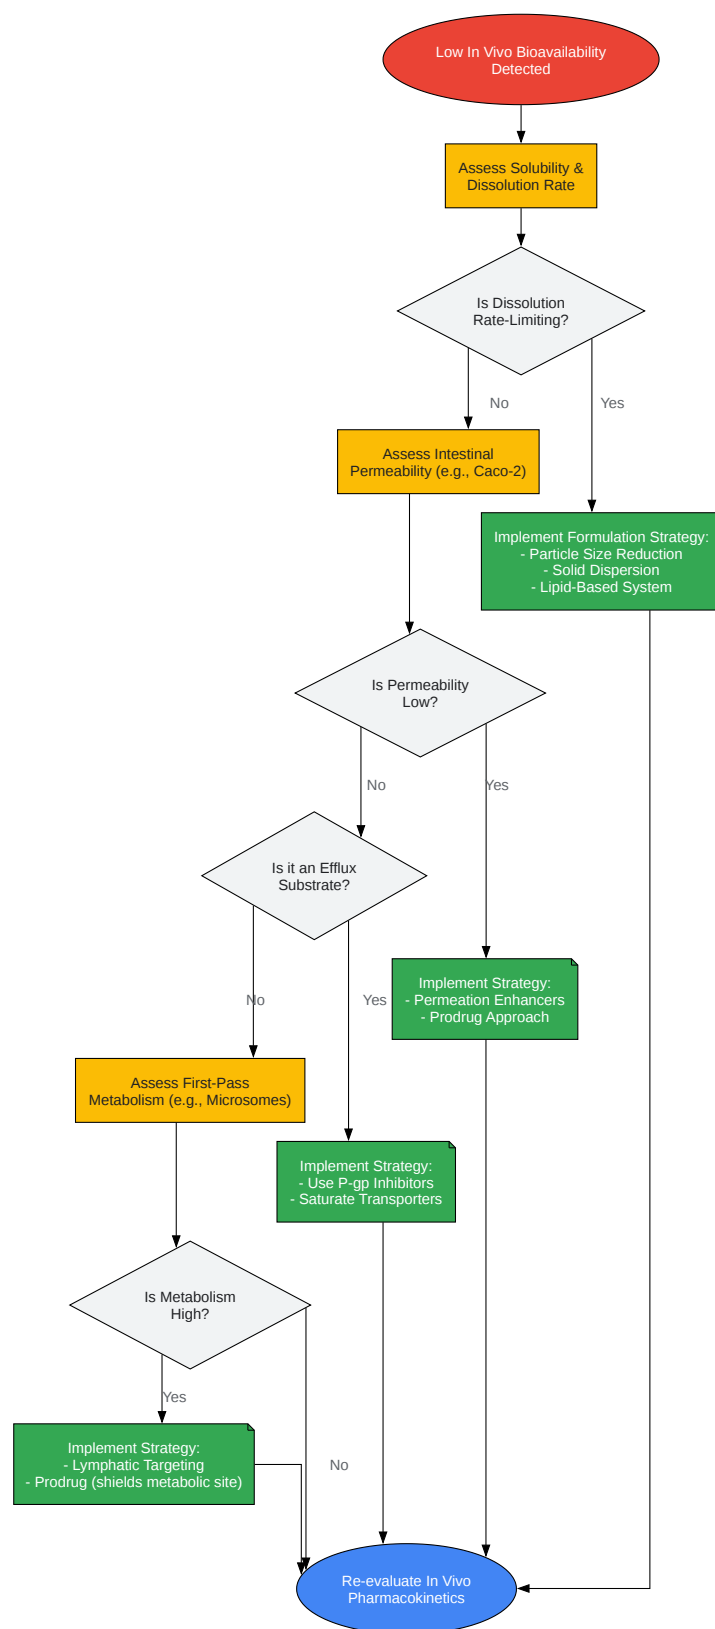 Low In Vivo Bioavailability
Detected
Assess Solubility &
Dissolution Rate
Is Dissolution
Rate-Limiting?
No
Yes
Assess Intestinal
Permeability (e.g., Caco-2)
Implement Formulation Strategy:
- Particle Size Reduction
- Solid Dispersion
- Lipid-Based System
Is Permeability
Low?
No
Yes
Is it an Efflux
Substrate?
No
Yes
Implement Strategy:
- Permeation Enhancers
- Prodrug Approach
Assess First-Pass
Metabolism (e.g., Microsomes)
Implement Strategy:
- Use P-gp Inhibitors
- Saturate Transporters
Is Metabolism
High?
Yes
No
Implement Strategy:
- Lymphatic Targeting
- Prodrug (shields metabolic site)
Re-evaluate In Vivo
Pharmacokinetics